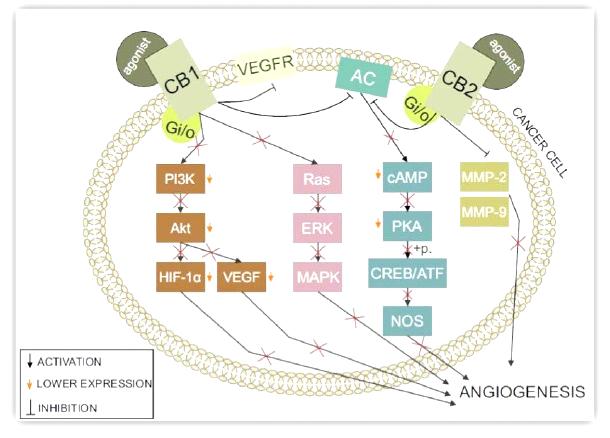 agonist
CB1
VEGFR
AC
CB2
agonist
Gi/o
Gi/o
CANCER CELL
PI3K
Ras
cAMP
MMP-2
Akt
ERK
PKA
MMP-9
+p.
HIF-1α
VEGF
MAPK
CREB/ATF
NOS
ANGIOGENESIS
ACTIVATION
LOWER EXPRESSION
INHIBITION